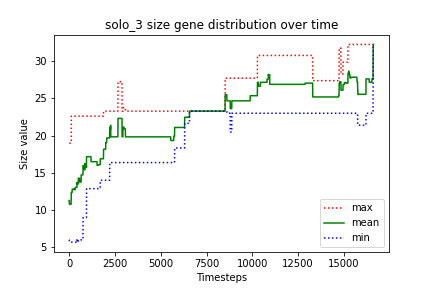 solo_3 size gene distribution over time
Size value
30
25
20
15
10
5
0
2500
5000
7500
10000
12500
15000
Timesteps
max
mean
min